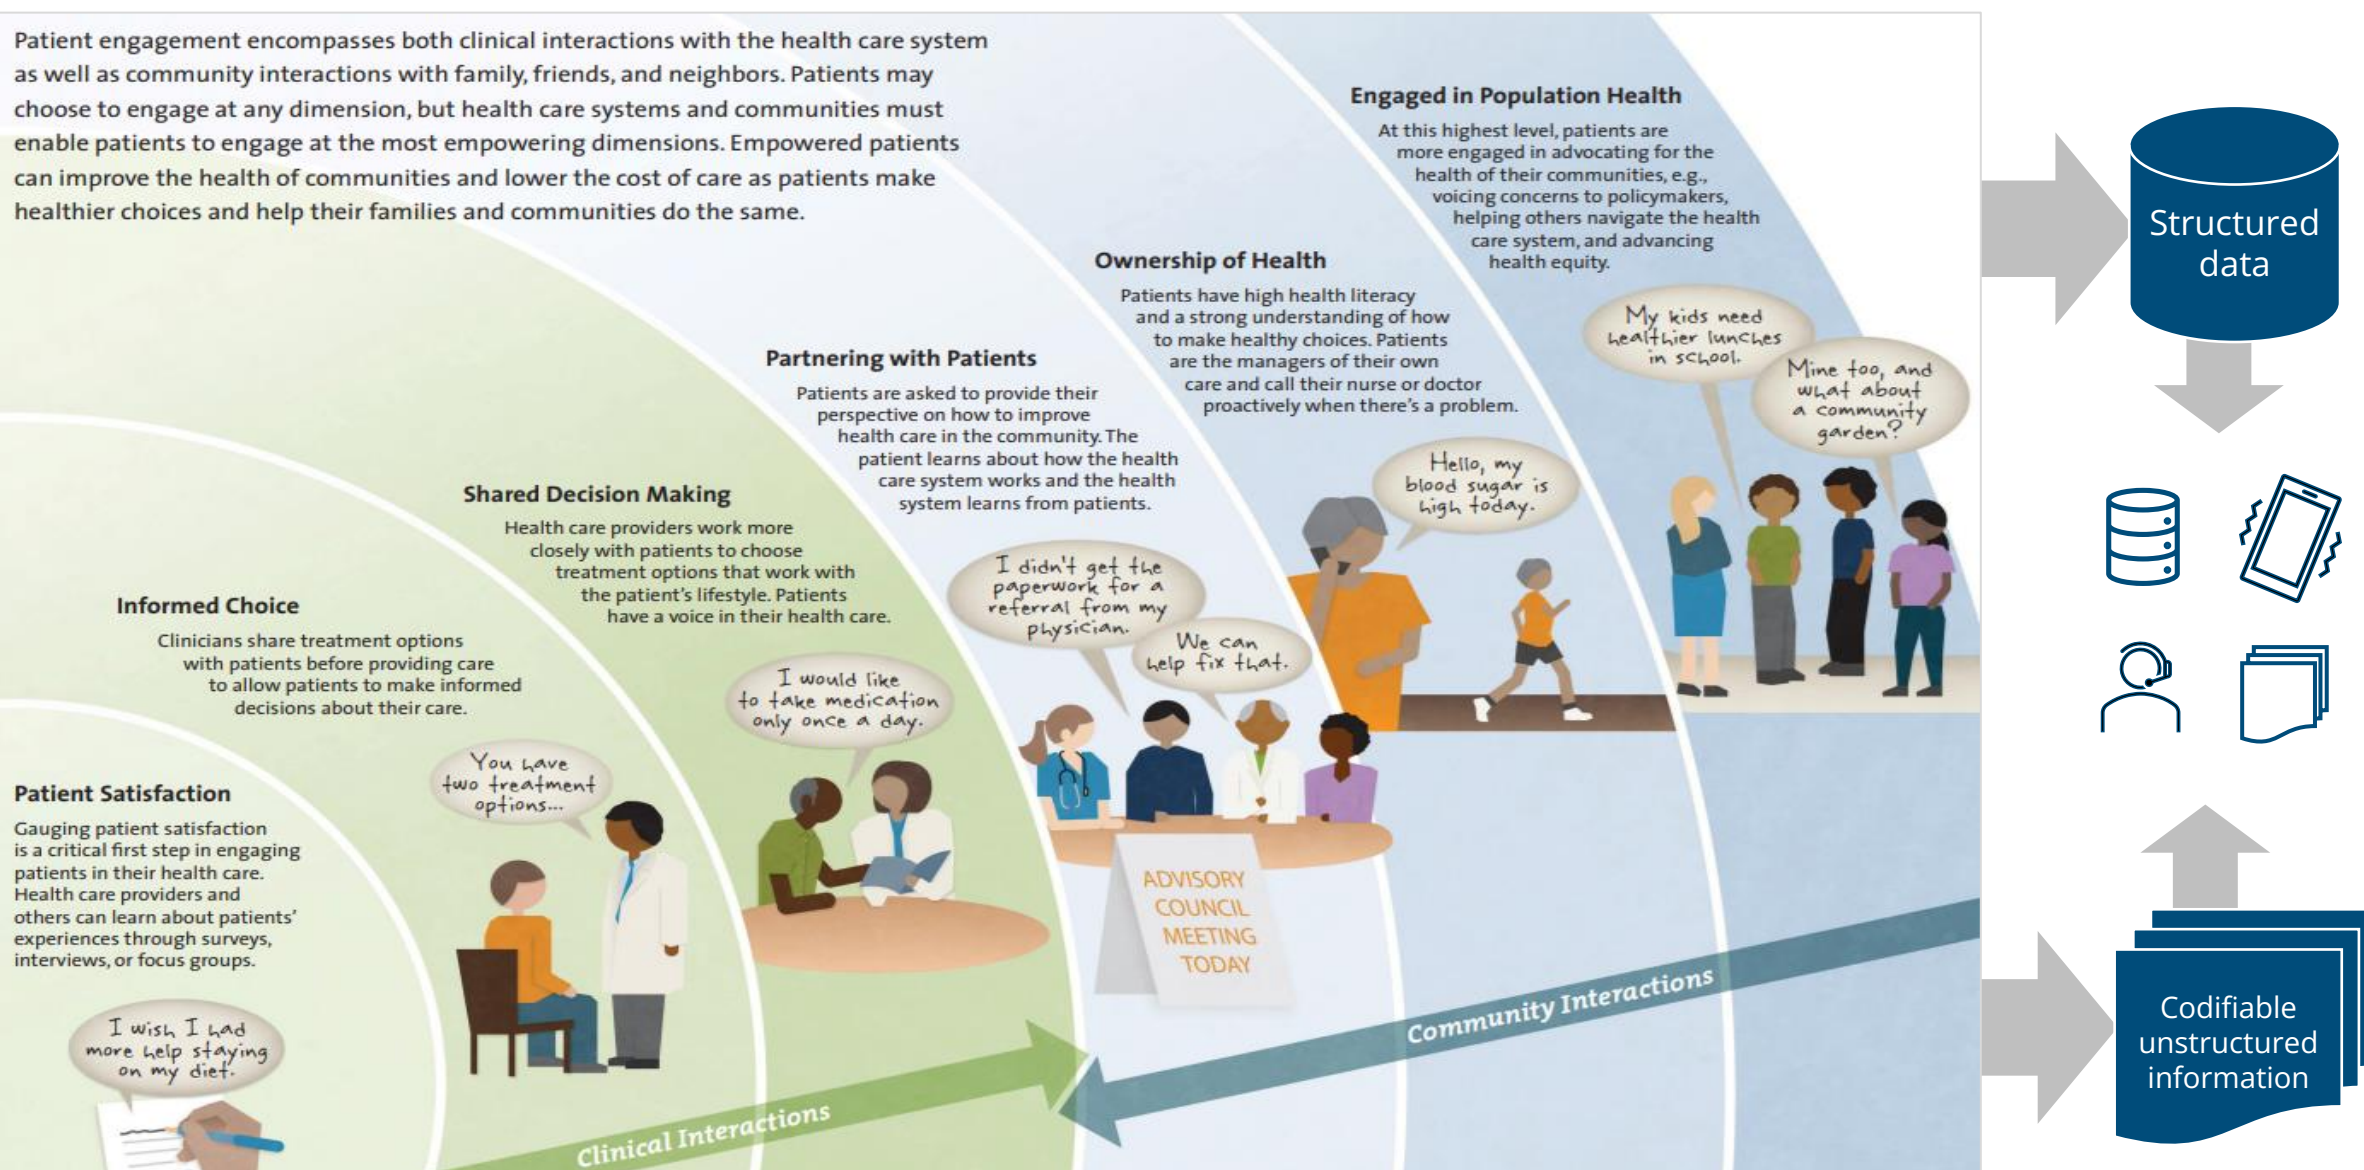 Patient engagement encompasses both clinical interactions with the health care system
as well as community interactions with family, friends, and neighbors. Patients may
choose to engage at any dimension, but health care systems and communities must
enable patients to engage at the most empowering dimensions. Empowered patients
can improve the health of communities and lower the cost of care as patients make
healthier choices and help their families and communities do the same.
Patient Satisfaction
Gauging patient satisfaction
is a critical first step in engaging
patients in their health care.
Health care providers and
others can learn about patients'
experiences through surveys,
interviews, or focus groups.
I wish I had
more help staying
on my diet.
Informed Choice
Clinicians share treatment options
with patients before providing care
to allow patients to make informed
decisions about their care.
You have
two treatment
options...
Shared Decision Making
Health care providers work more
closely with patients to choose
treatment options that work with
the patient's lifestyle. Patients
have a voice in their health care.
I would like
to take medication
only once a day.
Partnering with Patients
Patients are asked to provide their
perspective on how to improve
health care in the community. The
patient learns about how the health
care system works and the health
system learns from patients.
I didn't get the
paperwork for a
referral from my
physician.
We can
help fix that.
ADVISORY
COUNCIL
MEETING
TODAY
Ownership of Health
Patients have high health literacy
and a strong understanding of how
to make healthy choices. Patients
are the managers of their own
care and call their nurse or doctor
proactively when there's a problem.
Hello, my
blood sugar is
high today.
Engaged in Population Health
At this highest level, patients are
more engaged in advocating for the
health of their communities, e.g.,
voicing concerns to policymakers,
helping others navigate the health
care system, and advancing
health equity.
My kids need
healthier lunches
in school.
Mine too, and
what about
a community
garden?
Clinical Interactions
Community Interactions
Structured
data
Codifiable
unstructured
information